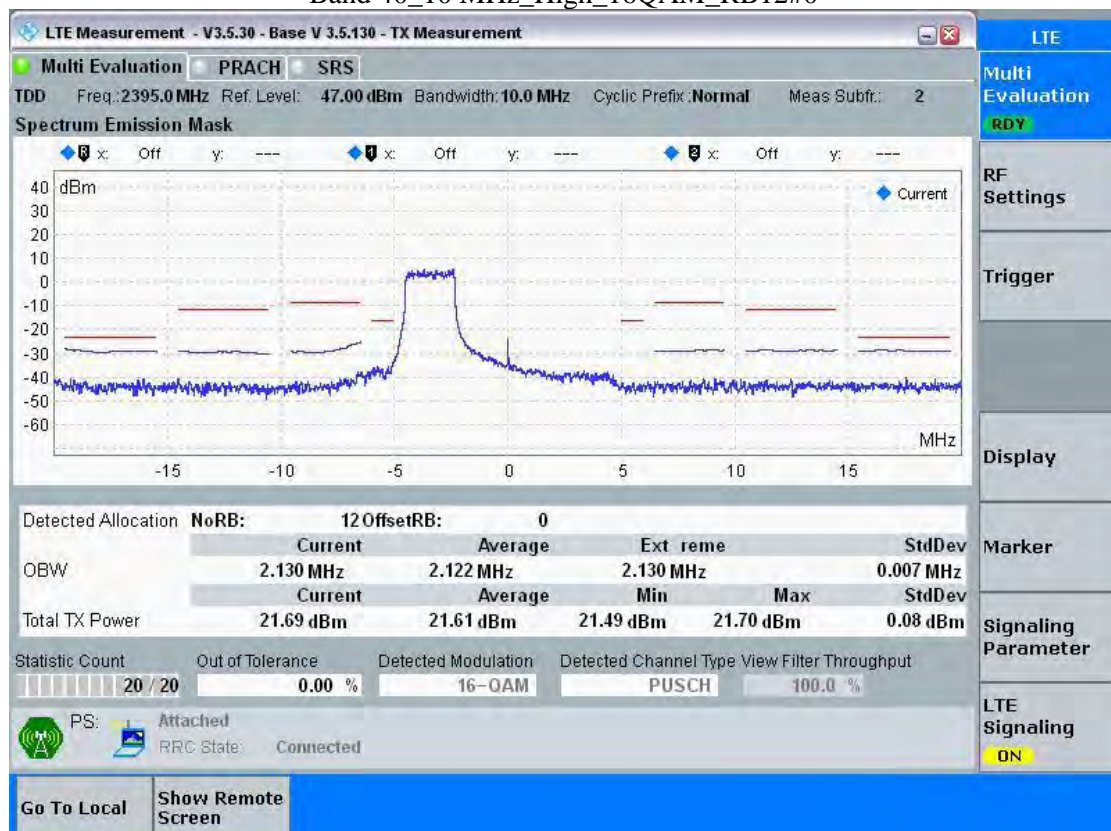 Band 40_10 MHz_High_16QAM_RB12#0
LTE Measurement - V3.5.30 - Base V 3.5.130 - TX Measurement
LTE
Multi Evaluation PRACH SRS
Multi Evaluation
RDY
TDD Freq.:2395.0 MHz Ref. Level: 47.00 dBm Bandwidth:10.0 MHz Cyclic Prefix :Normal Meas Subfr.: 2
Spectrum Emission Mask
R x: Off y: --- 1 x: Off y: --- 2 x: Off y: ---
RF Settings
Trigger
40 dBm
Current
30
20
10
0
-10
-20
-30
-40
-50
-60
MHz
-15 -10 -5 0 5 10 15
Display
Detected Allocation NoRB: 12 OffsetRB: 0
Current Average Ext reme StdDev
OBW 2.130 MHz 2.122 MHz 2.130 MHz 0.007 MHz
Current Average Min Max StdDev
Total TX Power 21.69 dBm 21.61 dBm 21.49 dBm 21.70 dBm 0.08 dBm
Marker
Signaling Parameter
Statistic Count Out of Tolerance Detected Modulation Detected Channel Type View Filter Throughput
20 / 20 0.00 % 16-QAM PUSCH 100.0 %
PS: Attached
RRC State: Connected
LTE Signaling
ON
Go To Local
Show Remote Screen